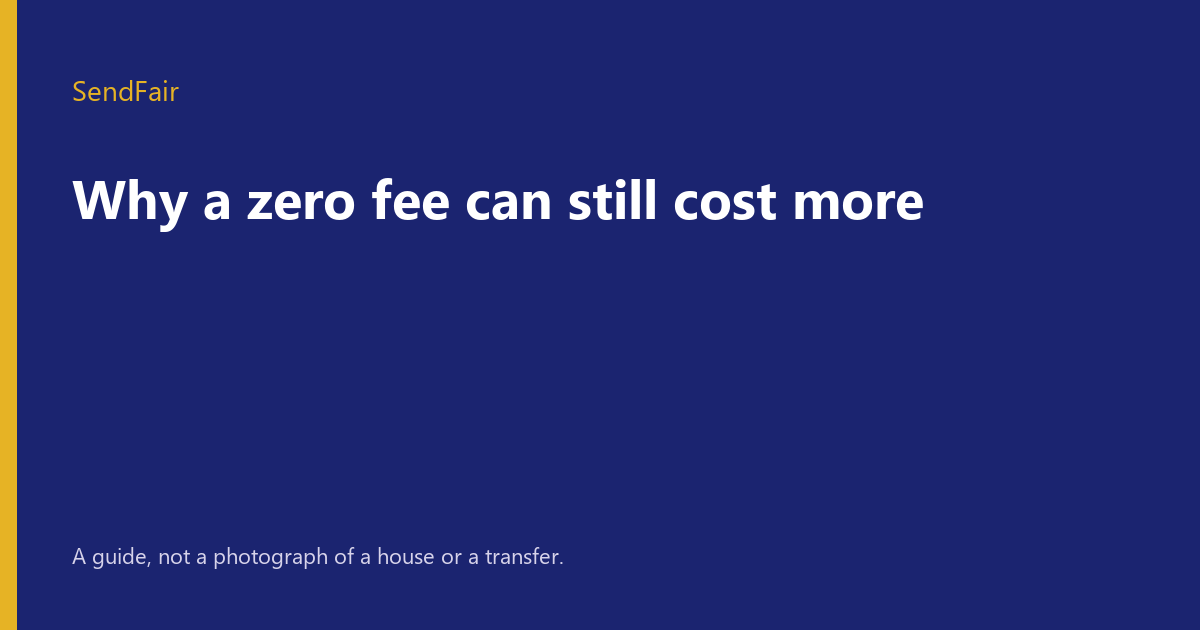 SendFair
Why a zero fee can still cost more
A guide, not a photograph of a house or a transfer.